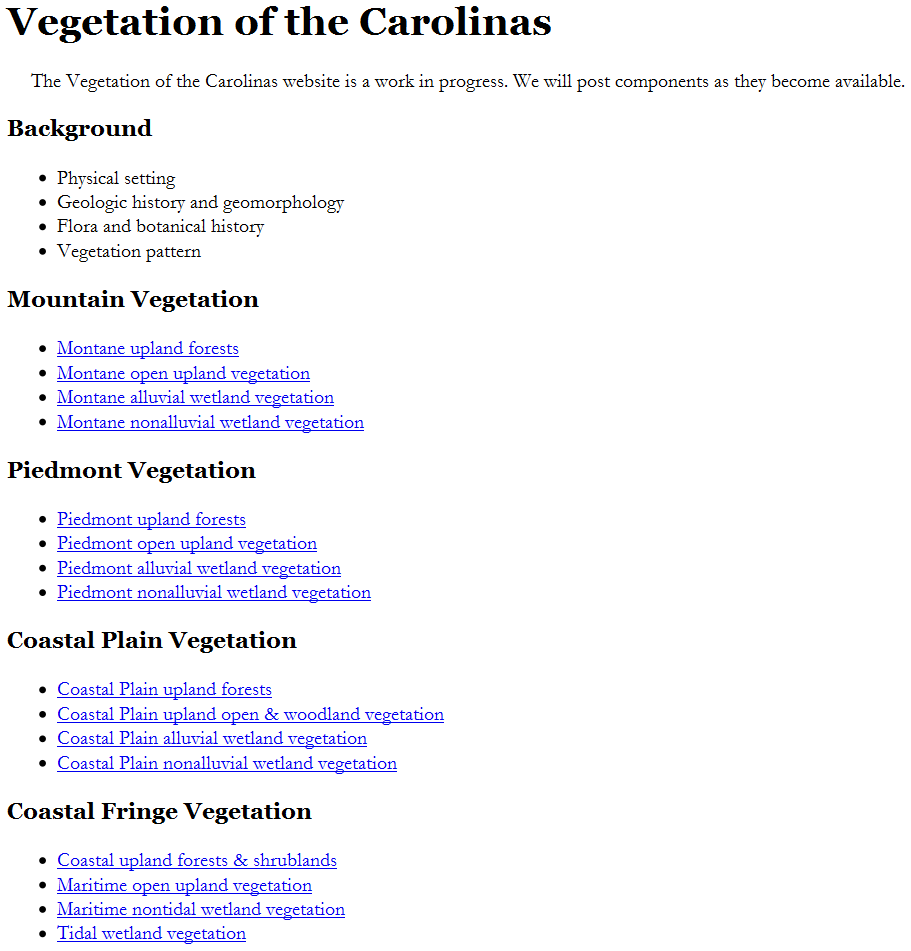 Vegetation of the Carolinas
The Vegetation of the Carolinas website is a work in progress. We will post components as they become available.
Background
Physical setting
Geologic history and geomorphology
Flora and botanical history
Vegetation pattern
Mountain Vegetation
Montane upland forests
Montane open upland vegetation
Montane alluvial wetland vegetation
Montane nonalluvial wetland vegetation
Piedmont Vegetation
Piedmont upland forests
Piedmont open upland vegetation
Piedmont alluvial wetland vegetation
Piedmont nonalluvial wetland vegetation
Coastal Plain Vegetation
Coastal Plain upland forests
Coastal Plain upland open & woodland vegetation
Coastal Plain alluvial wetland vegetation
Coastal Plain nonalluvial wetland vegetation
Coastal Fringe Vegetation
Coastal upland forests & shrublands
Maritime open upland vegetation
Maritime nontidal wetland vegetation
Tidal wetland vegetation